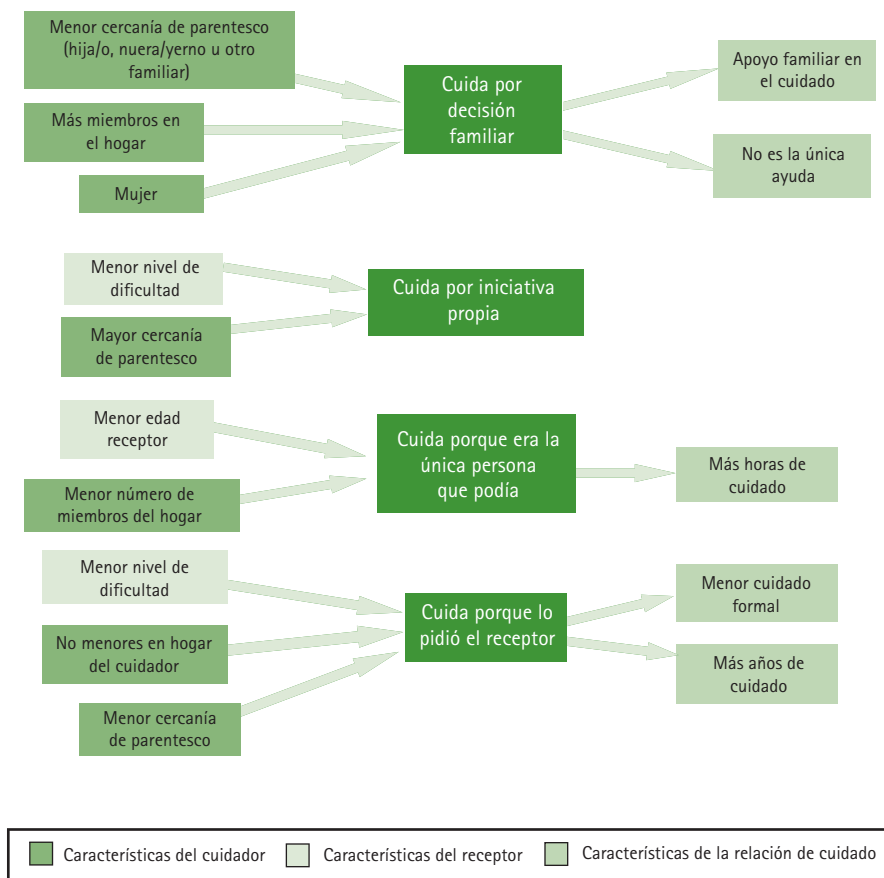 Menor cercanía de parentesco
(hija/o, nuera/yerno u otro
familiar)
Más miembros en
el hogar
Mujer
Cuida por
decisión
familiar
Apoyo familiar en
el cuidado
No es la única
ayuda
Menor nivel de
dificultad
Mayor cercanía
de parentesco
Cuida por iniciativa
propia
Menor edad
receptor
Menor número de
miembros del hogar
Cuida porque era la
única persona
que podía
Más horas de
cuidado
Menor nivel de
dificultad
No menores en hogar
del cuidador
Menor cercanía
de parentesco
Cuida porque lo
pidió el receptor
Menor cuidado
formal
Más años de
cuidado
Características del cuidador
Características del receptor
Características de la relación de cuidado